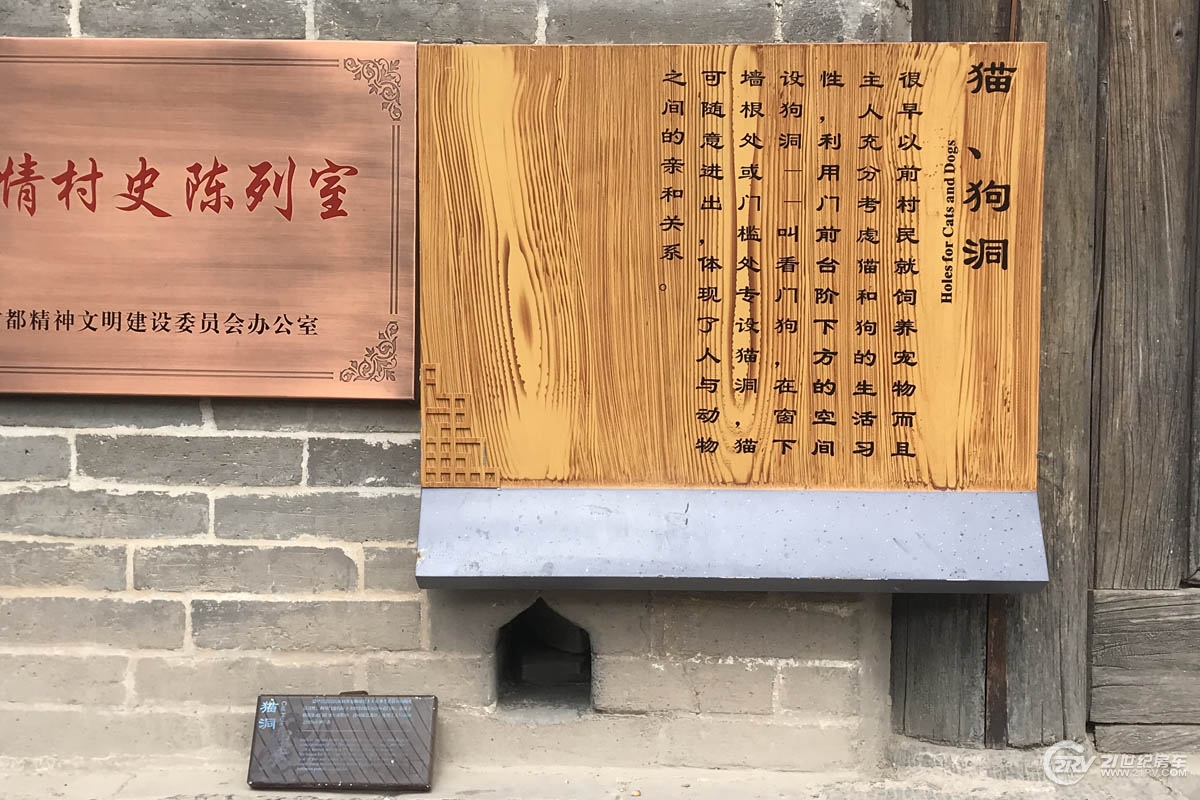 情村史陈列室
都精神文明建设委员会办公室
猫、狗洞
Holes for Cats and Dogs
很早以前村民就饲养宠物而且
主人充分考虑猫和狗的生活习
性,利用门前台阶下方的空间
设狗洞——叫看门狗,在窗下
墙根处或门槛处专设猫洞,猫
可随意进出,体现了人与动物
之间的亲和关系。
猫洞
21世纪房车
WWW.21RV.COM